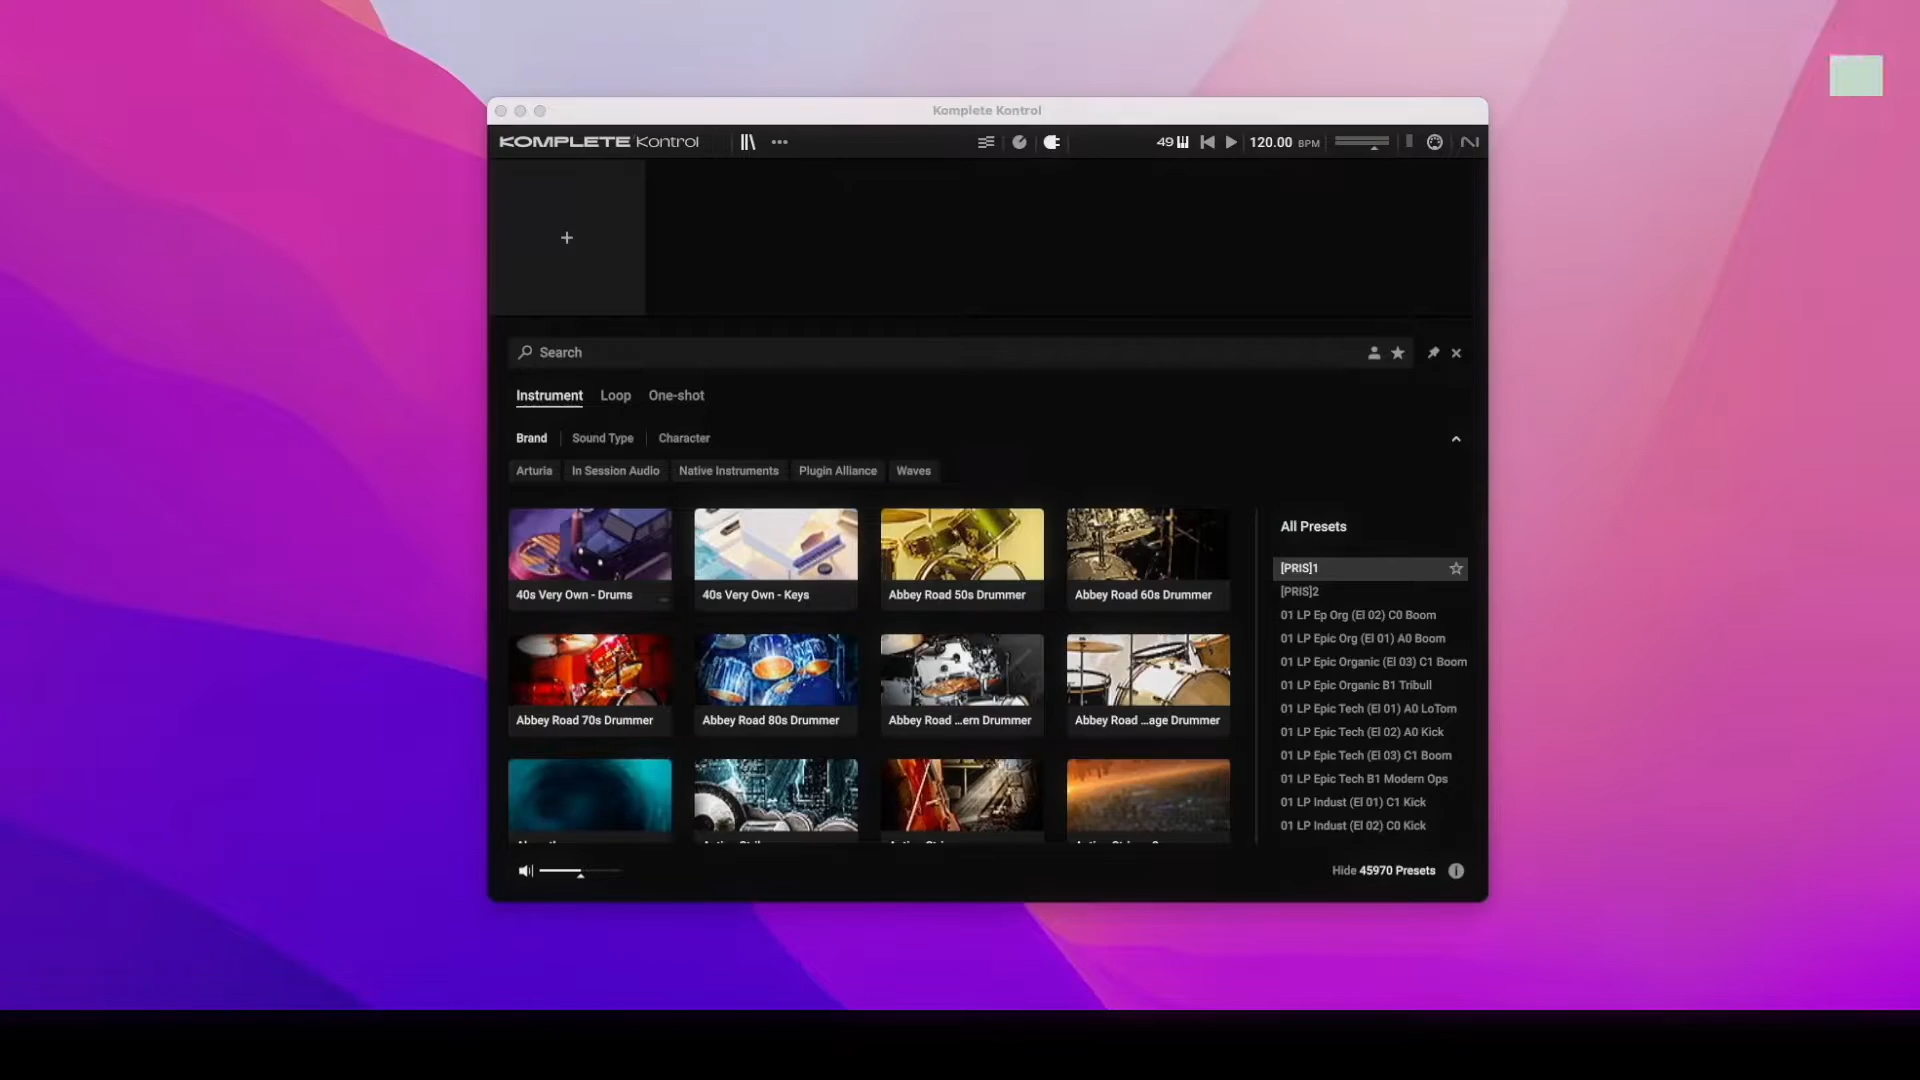 Komplete Kontrol
KOMPLETE Kontrol
49
120.00 BPM
Search
Instrument Loop One-shot
Brand Sound Type Character
Arturia In Session Audio Native Instruments Plugin Alliance Waves
40s Very Own - Drums
40s Very Own - Keys
Abbey Road 50s Drummer
Abbey Road 60s Drummer
Abbey Road 70s Drummer
Abbey Road 80s Drummer
Abbey Road ...ern Drummer
Abbey Road ...age Drummer
All Presets
[PRIS]1
[PRIS]2
01 LP Ep Org (El 02) C0 Boom
01 LP Epic Org (El 01) A0 Boom
01 LP Epic Organic (El 03) C1 Boom
01 LP Epic Organic B1 Tribull
01 LP Epic Tech (El 01) A0 LoTom
01 LP Epic Tech (El 02) A0 Kick
01 LP Epic Tech (El 03) C1 Boom
01 LP Epic Tech B1 Modern Ops
01 LP Indust (El 01) C1 Kick
01 LP Indust (El 02) C0 Kick
Hide 45970 Presets